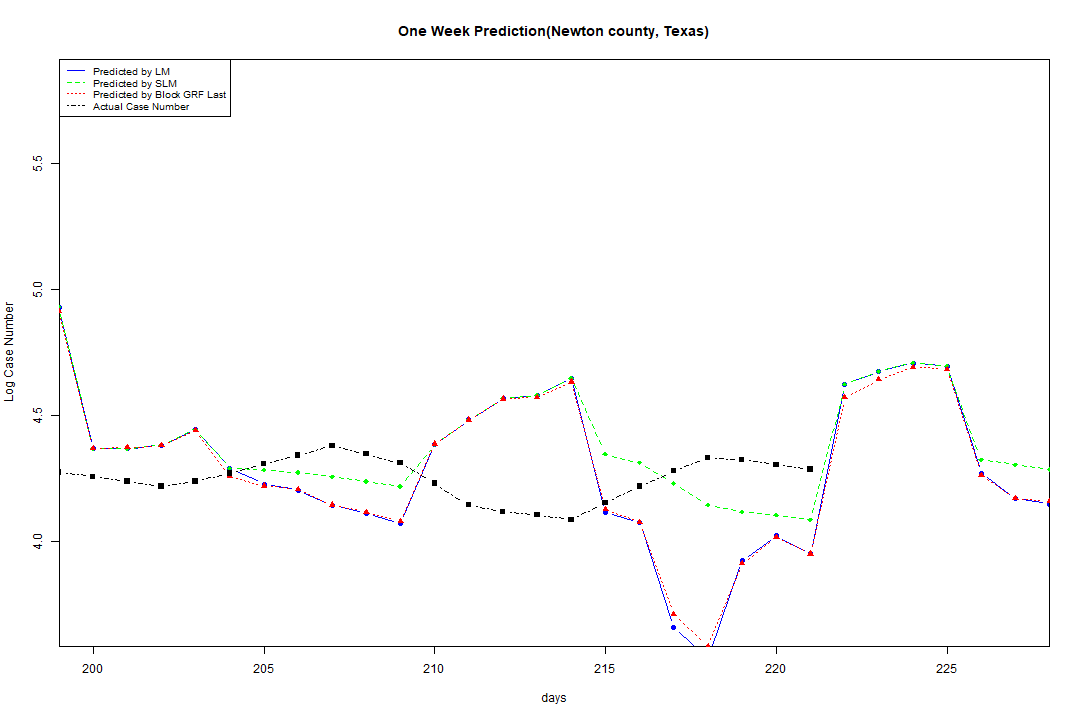 One Week Prediction(Newton county, Texas)
Predicted by LM
Predicted by SLM
Predicted by Block GRF Last
Actual Case Number
5.5
5.0
4.5
4.0
Log Case Number
200 205 210 215 220 225
days